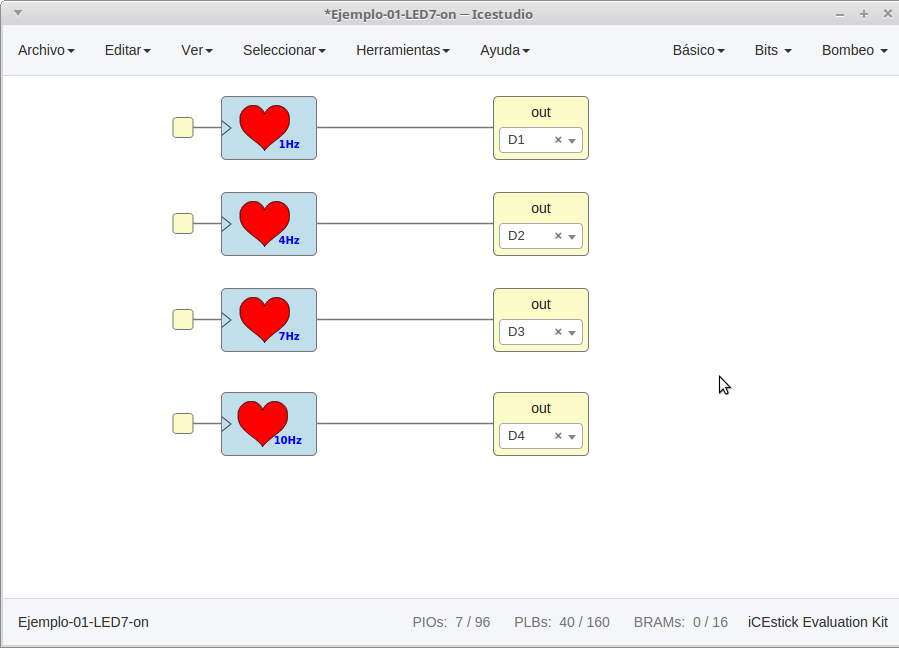 *Ejemplo-01-LED7-on — Icestudio
Archivo Editar Ver Seleccionar Herramientas Ayuda Básico Bits Bombeo
1Hz
out
D1 ×
4Hz
out
D2 ×
7Hz
out
D3 ×
10Hz
out
D4 ×
Ejemplo-01-LED7-on PIOs: 7 / 96 PLBs: 40 / 160 BRAMs: 0 / 16 iCEstick Evaluation Kit